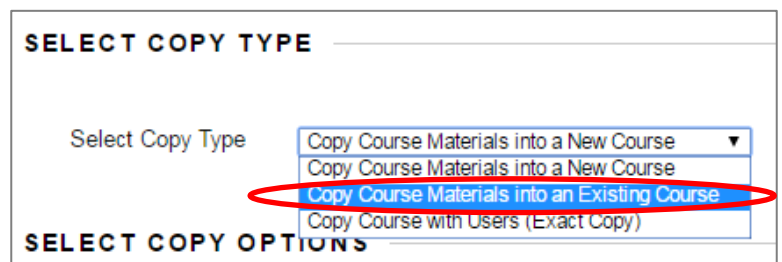 SELECT COPY TYPE
Select Copy Type Copy Course Materials into a New Course
Copy Course Materials into a New Course
Copy Course Materials into an Existing Course
Copy Course with Users (Exact Copy)
SELECT COPY OPTIONS